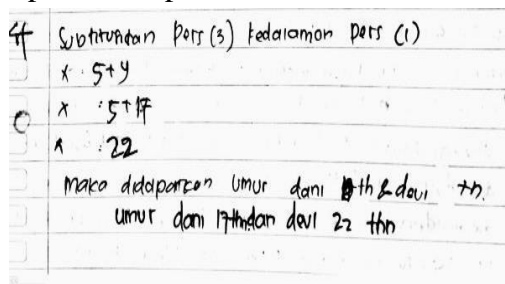 4 Subtitusikan Pers (3) kedalamam pers (1)
x = 5+y
x = 5+17
x = 22
maka didapatkan umur dani th & devi th.
umur dani 17thn dan devi 22 thn